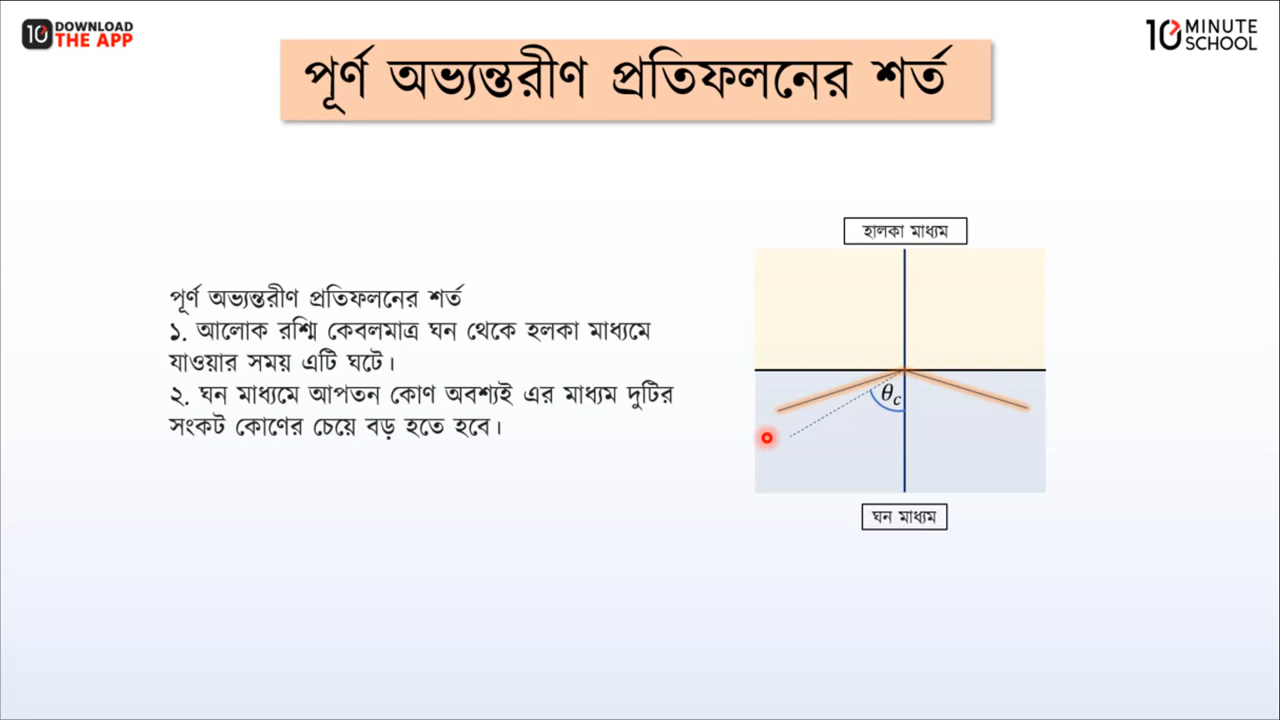 DOWNLOAD
THE APP
10 MINUTE
SCHOOL
পূর্ণ অভ্যন্তরীণ প্রতিফলনের শর্ত
পূর্ণ অভ্যন্তরীণ প্রতিফলনের শর্ত
১. আলোক রশ্মি কেবলমাত্র ঘন থেকে হলকা মাধ্যমে
যাওয়ার সময় এটি ঘটে।
২. ঘন মাধ্যমে আপতন কোণ অবশ্যই এর মাধ্যম দুটির
সংকট কোণের চেয়ে বড় হতে হবে।
হালকা মাধ্যম
θc
ঘন মাধ্যম